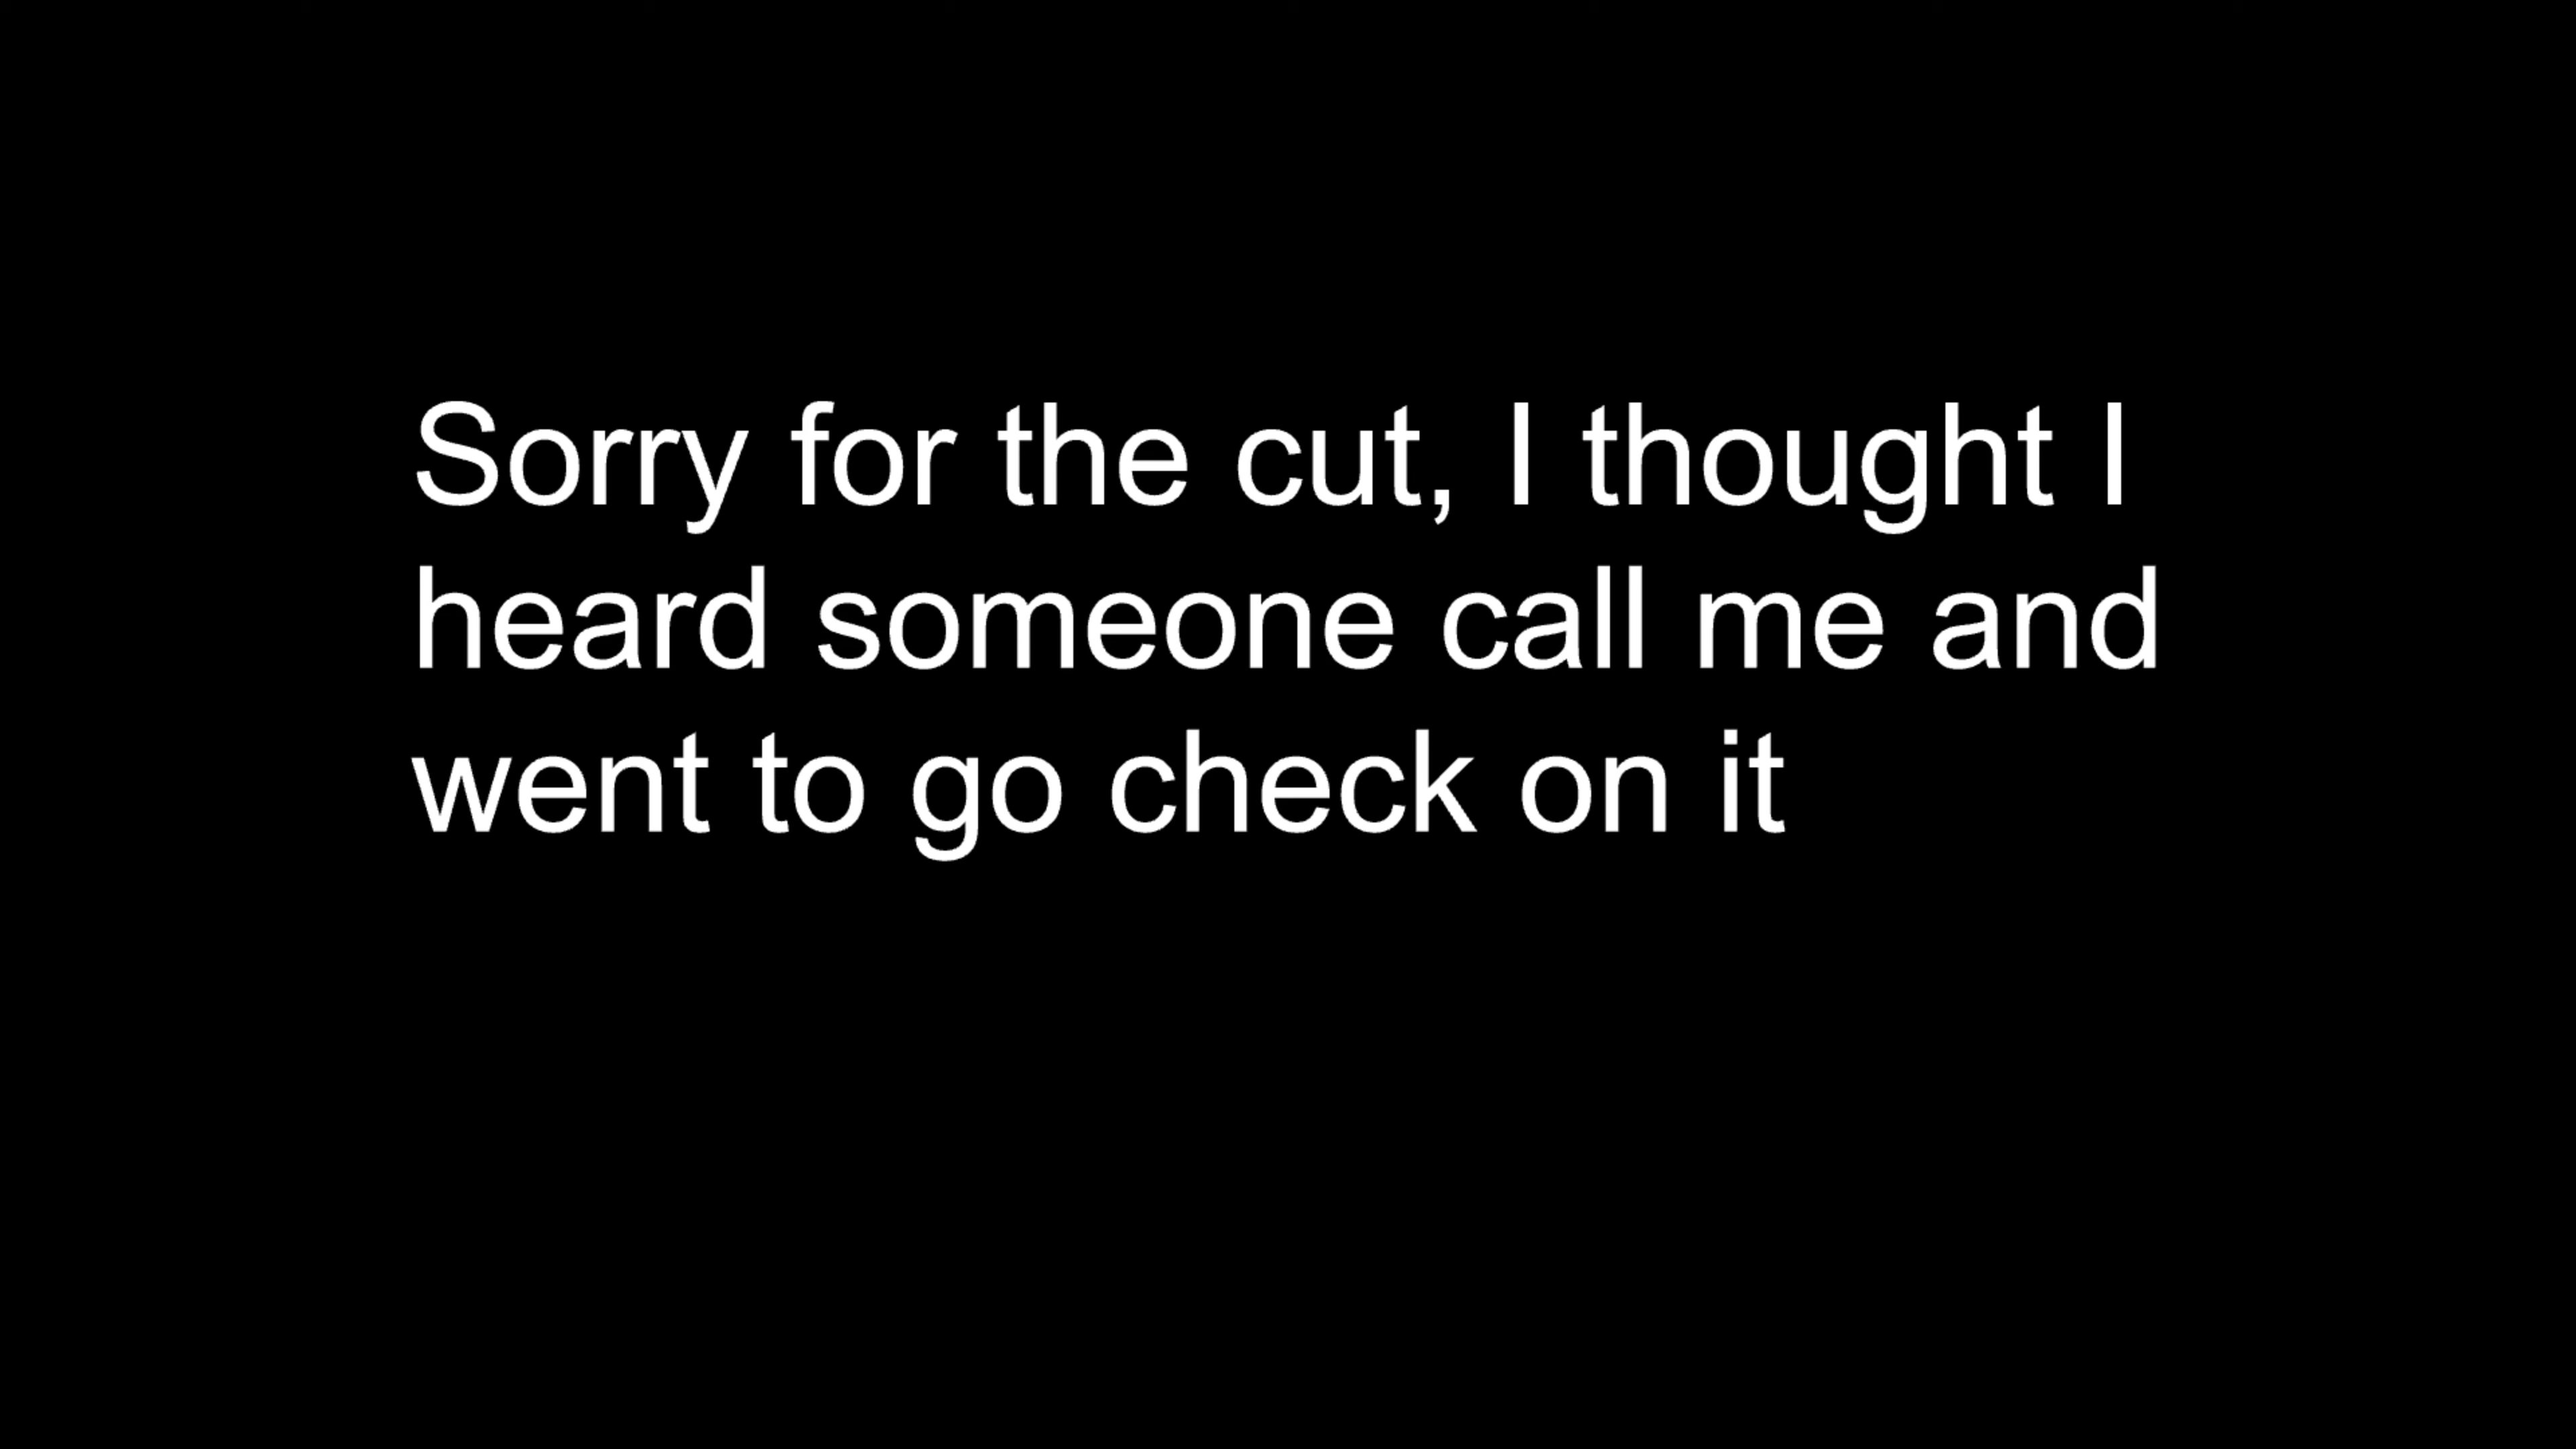 Sorry for the cut, I thought I
heard someone call me and
went to go check on it